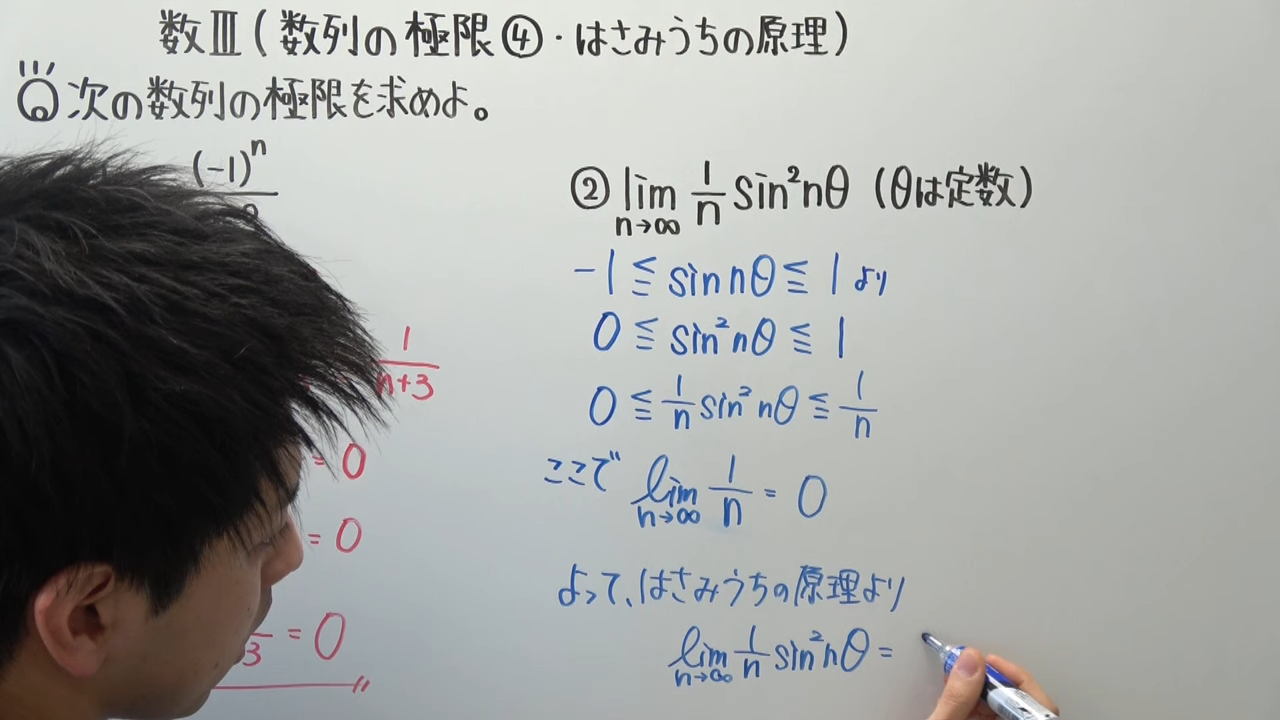 数Ⅲ(数列の極限④・はさみうちの原理)
Q 次の数列の極限を求めよ。
(-1)^n
1/(n+3)
= 0
= 0
3 = 0
② lim_{n→∞} 1/n sin²nθ (θは定数)
-1 ≦ sin nθ ≦ 1 より
0 ≦ sin²nθ ≦ 1
0 ≦ 1/n sin²nθ ≦ 1/n
ここで lim_{n→∞} 1/n = 0
よって、はさみうちの原理より
lim_{n→∞} 1/n sin²nθ =